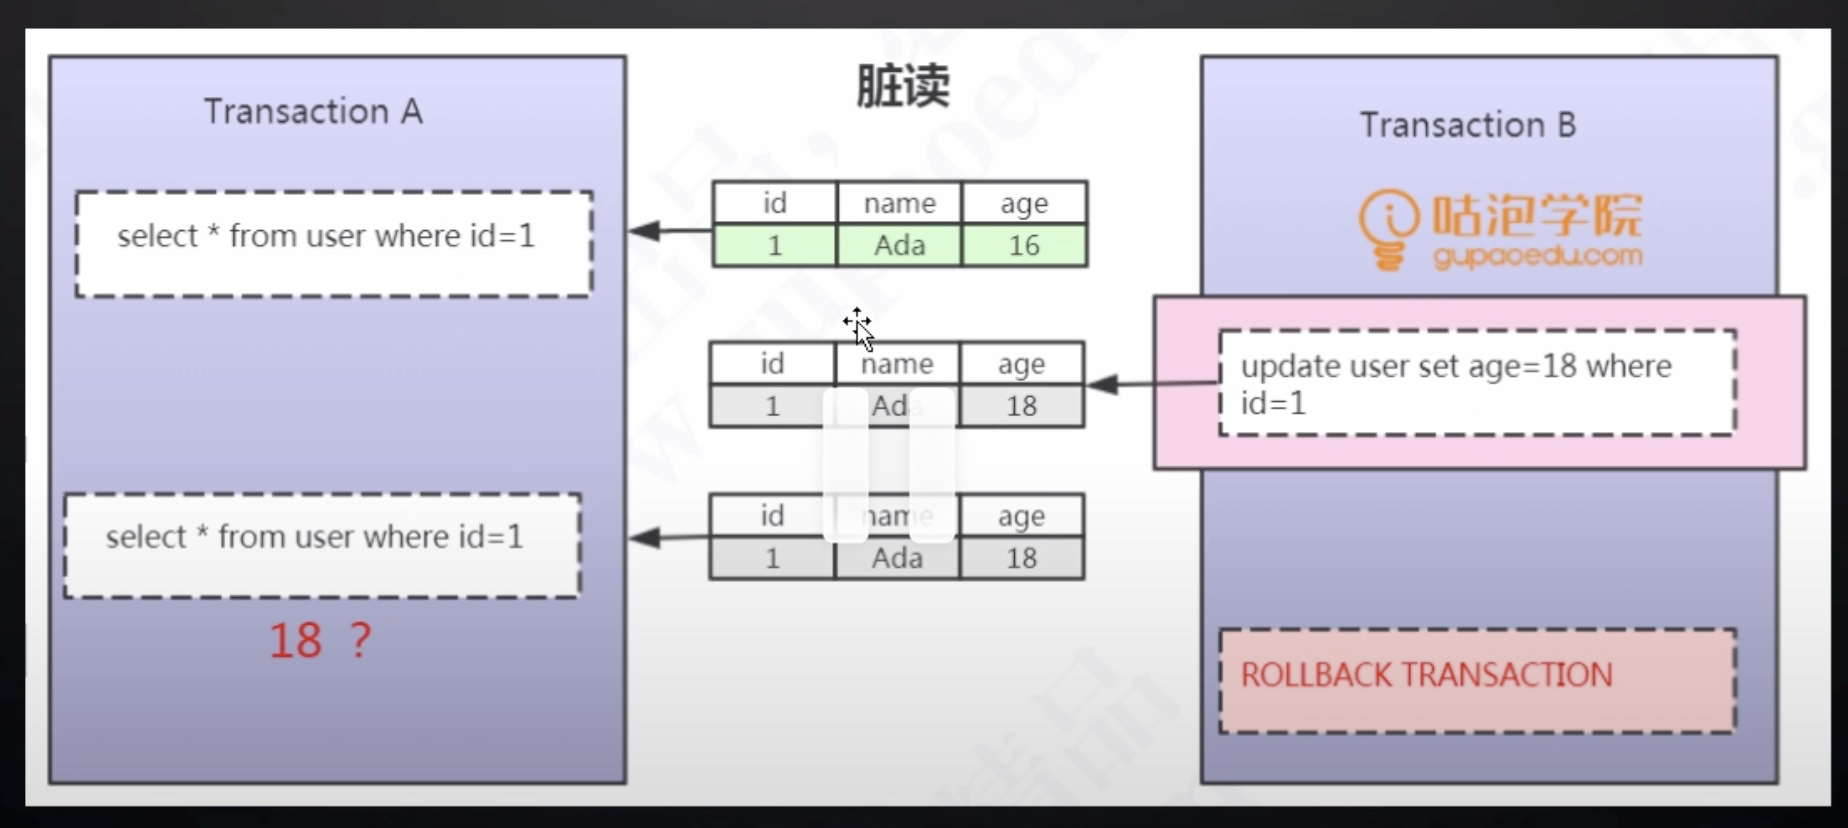 脏读
Transaction A
select * from user where id=1
id name age
1 Ada 16
Transaction B
咕泡学院
gupaoedu.com
id name age
1 Ada 18
update user set age=18 where
id=1
select * from user where id=1
id name age
1 Ada 18
18 ?
ROLLBACK TRANSACTION